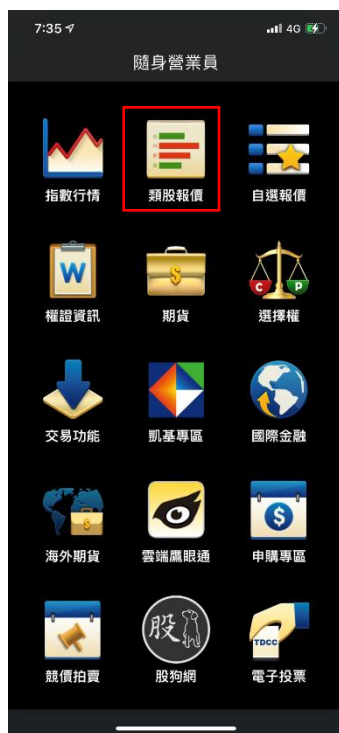 7:35
4G
隨身營業員
指數行情
類股報價
自選報價
W
$
C P
權證資訊
期貨
選擇權
交易功能
凱基專區
國際金融
$
$
海外期貨
雲端鷹眼通
申購專區
股
TDCC
競價拍賣
股狗網
電子投票